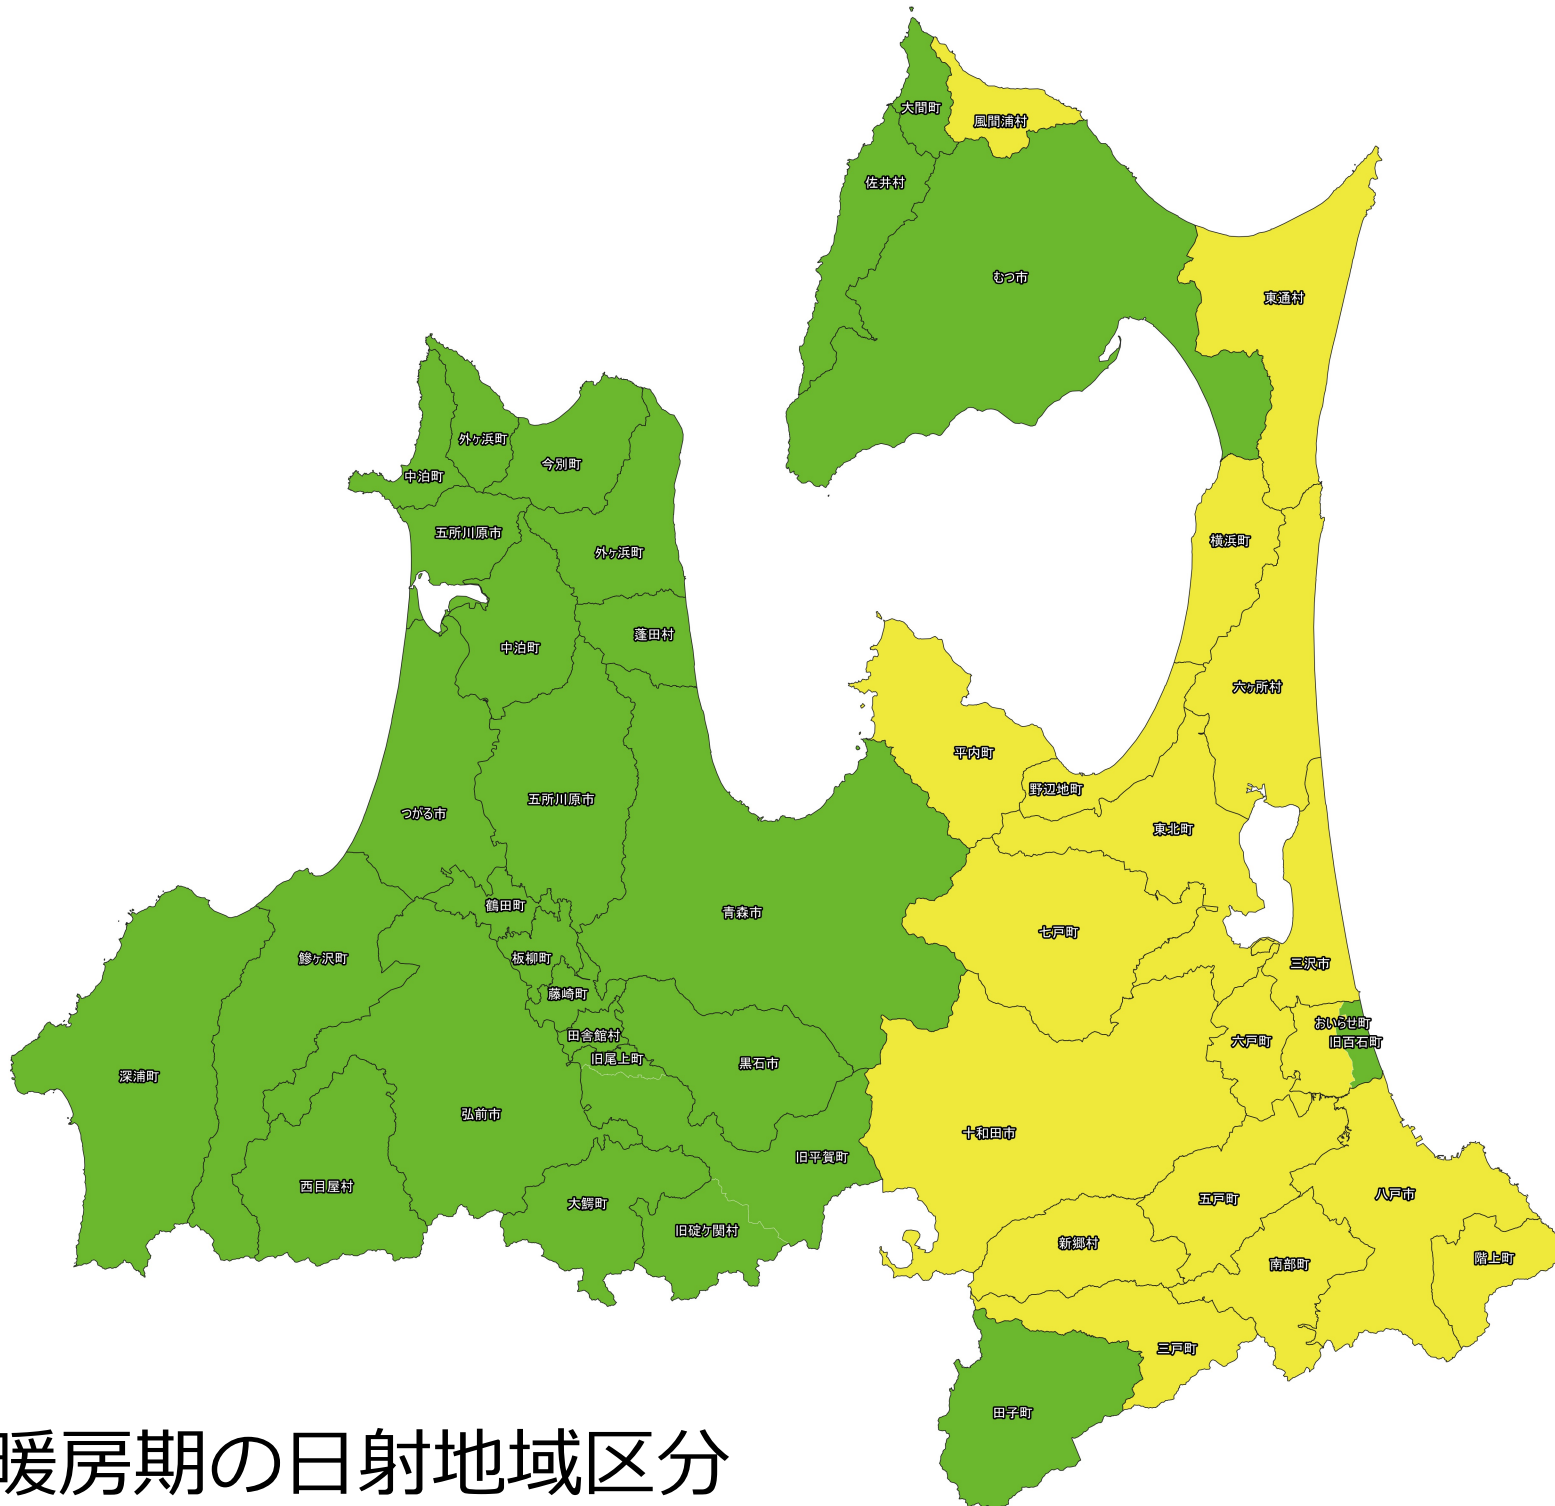 大間町
風間浦村
佐井村
むつ市
東通村
外ヶ浜町
今別町
中泊町
五所川原市
外ヶ浜町
横浜町
蓬田村
中泊町
六ヶ所村
平内町
野辺地町
五所川原市
つがる市
東北町
鶴田町
青森市
七戸町
板柳町
鰺ヶ沢町
三沢市
藤崎町
おいらせ町
田舎館村
六戸町
旧百石町
旧尾上町
黒石市
深浦町
弘前市
十和田市
旧平賀町
西目屋村
八戸市
五戸町
大鰐町
旧碇ケ関村
新郷村
階上町
南部町
三戸町
田子町
暖房期の日射地域区分